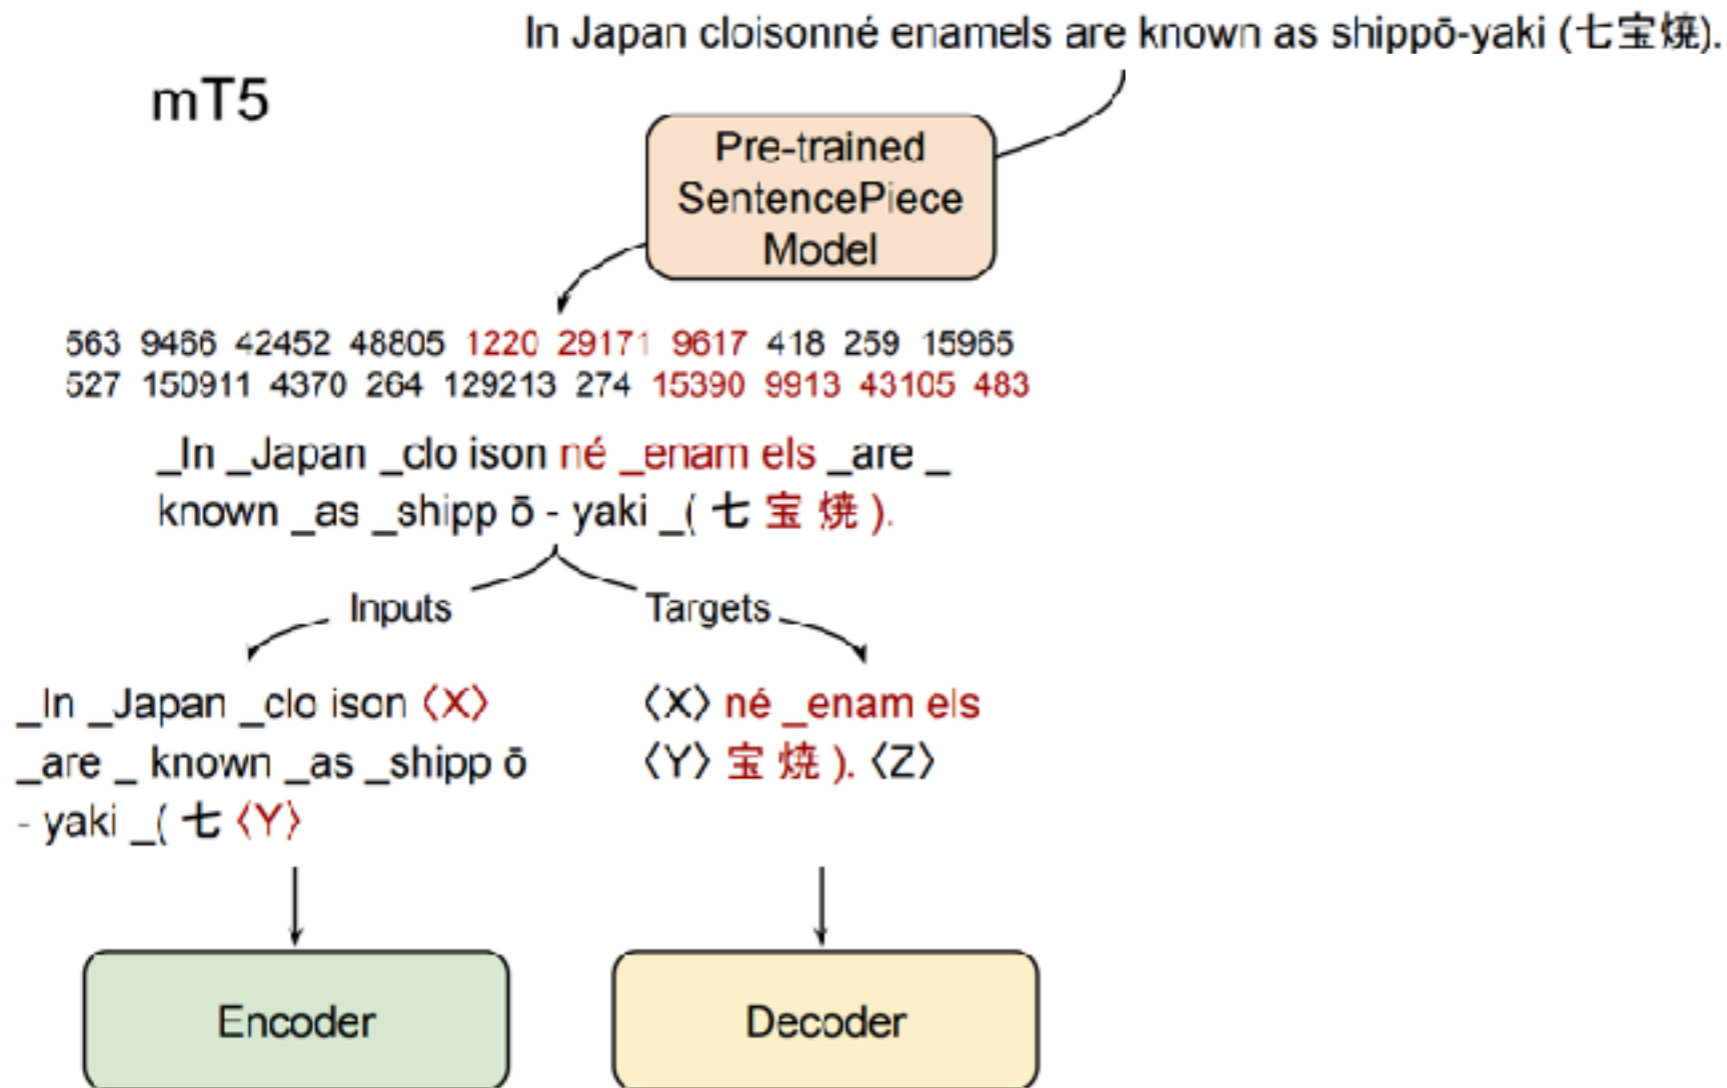 In Japan cloisonné enamels are known as shippō-yaki (七宝焼).
mT5
Pre-trained
SentencePiece
Model
563 9466 42452 48805 1220 29171 9617 418 259 15965
527 150911 4370 264 129213 274 15390 9913 43105 483
_In _Japan _clo ison né _enam els _are _
known _as _shipp ō - yaki _( 七 宝 焼 ).
Inputs
Targets
_In _Japan _clo ison 〈X〉
_are _ known _as _shipp ō
- yaki _( 七 〈Y〉
〈X〉 né _enam els
〈Y〉 宝 焼 ). 〈Z〉
Encoder
Decoder